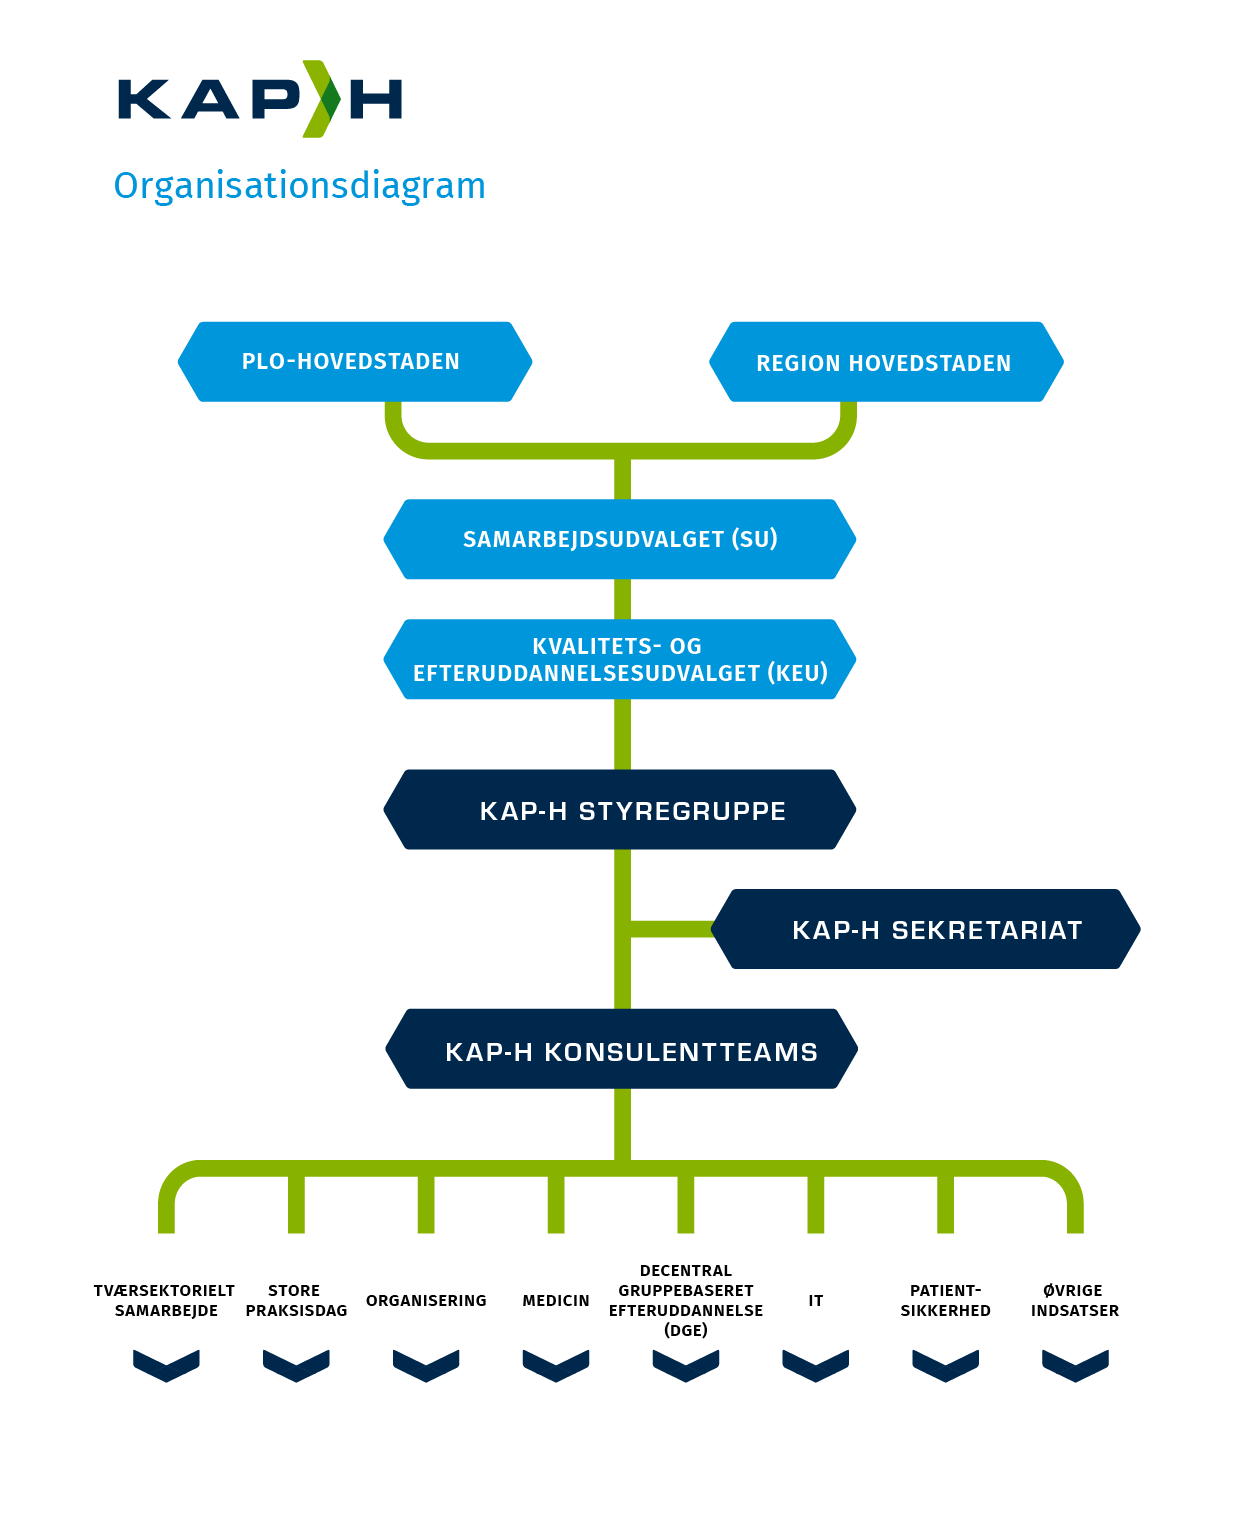 KAP H
Organisationsdiagram
PLO-HOVEDSTADEN
REGION HOVEDSTADEN
SAMARBEJDSUDVALGET (SU)
KVALITETS- OG
EFTERUDDANNELSESUDVALGET (KEU)
KAP-H STYREGRUPPE
KAP-H SEKRETARIAT
KAP-H KONSULENTTEAMS
TVÆRSEKTORIELT
SAMARBEJDE
STORE
PRAKSISDAG
ORGANISERING
MEDICIN
DECENTRAL
GRUPPEBASERET
EFTERUDDANNELSE
(DGE)
IT
PATIENT-
SIKKERHED
ØVRIGE
INDSATSER